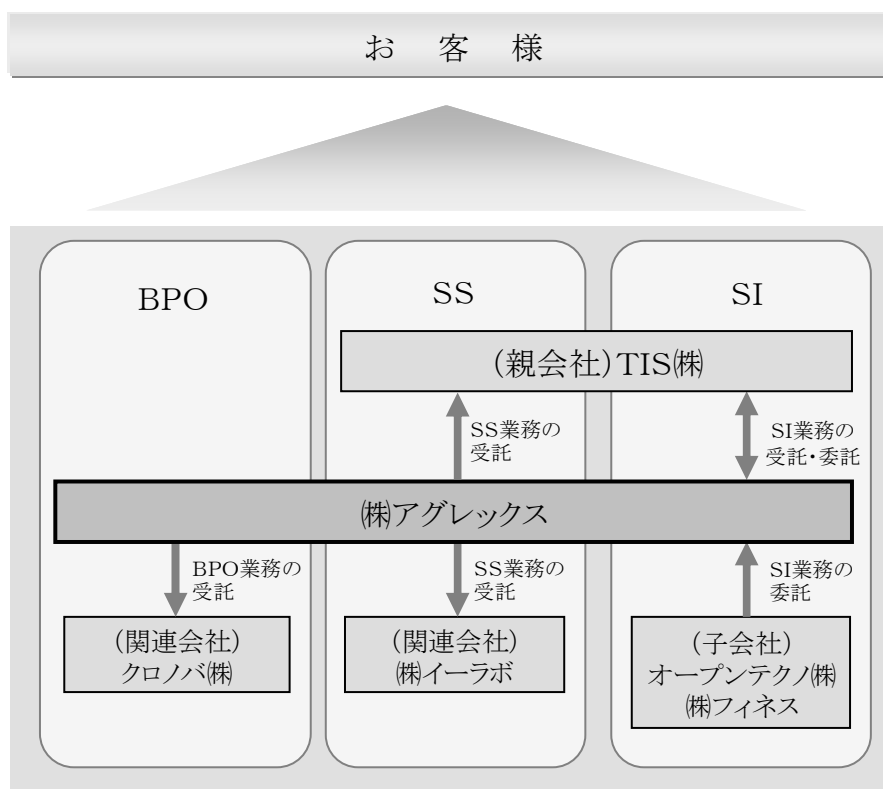 お 客 様
BPO
SS
SI
(親会社)TIS㈱
SS業務の
受託
SI業務の
受託・委託
㈱アグレックス
BPO業務の
受託
SS業務の
受託
SI業務の
委託
(関連会社)
クロノバ㈱
(関連会社)
㈱イーラボ
(子会社)
オープンテクノ㈱
㈱フィネス